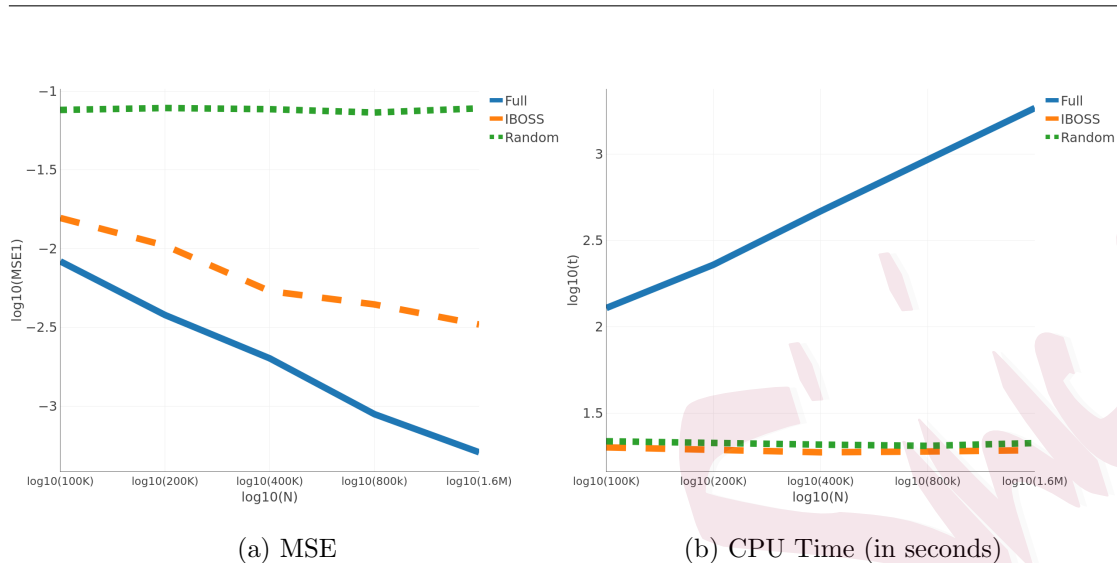 −1
−1.5
−2
−2.5
−3
log10(MSE1)
log10(100K)
log10(200K)
log10(400K)
log10(800k)
log10(1.6M)
log10(N)
Full
IBOSS
Random
(a) MSE
3
2.5
2
1.5
log10(t)
log10(100K)
log10(200K)
log10(400K)
log10(800k)
log10(1.6M)
log10(N)
Full
IBOSS
Random
(b) CPU Time (in seconds)